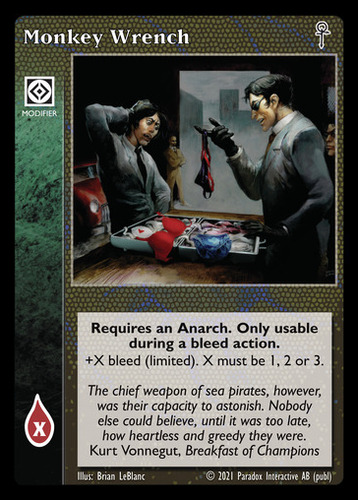 Monkey Wrench
MODIFIER
Requires an Anarch. Only usable
during a bleed action.
+X bleed (limited). X must be 1, 2 or 3.
The chief weapon of sea pirates, however,
was their capacity to astonish. Nobody
else could believe, until it was too late,
how heartless and greedy they were.
Kurt Vonnegut, Breakfast of Champions
X
Illus: Brian LeBlanc © 2021 Paradox Interactive AB (publ)